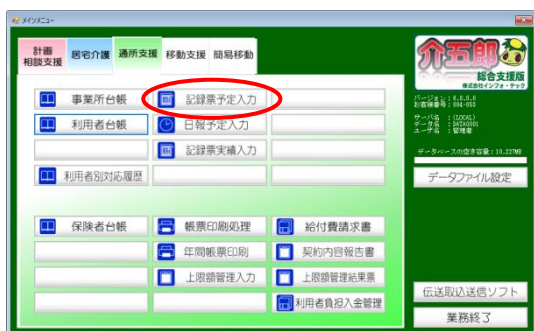 メインメニュー
計画
相談支援
居宅介護
通所支援
移動支援
簡易移動
事業所台帳
記録票予定入力
利用者台帳
日報予定入力
記録票実績入力
利用者別対応履歴
保険者台帳
帳票印刷処理
給付費請求書
年間帳票印刷
契約内容報告書
上限額管理入力
上限額管理結果票
利用者負担入金管理
介五郎
総合支援版
株式会社インフォ・テック
バージョン：8.0.0.0
サーバ名　：(LOCAL)
データ名　：DATA0001
ユーザ名　：管理者
データベースの空き容量：10.227MB
データファイル設定
伝送取込送信ソフト
業務終了